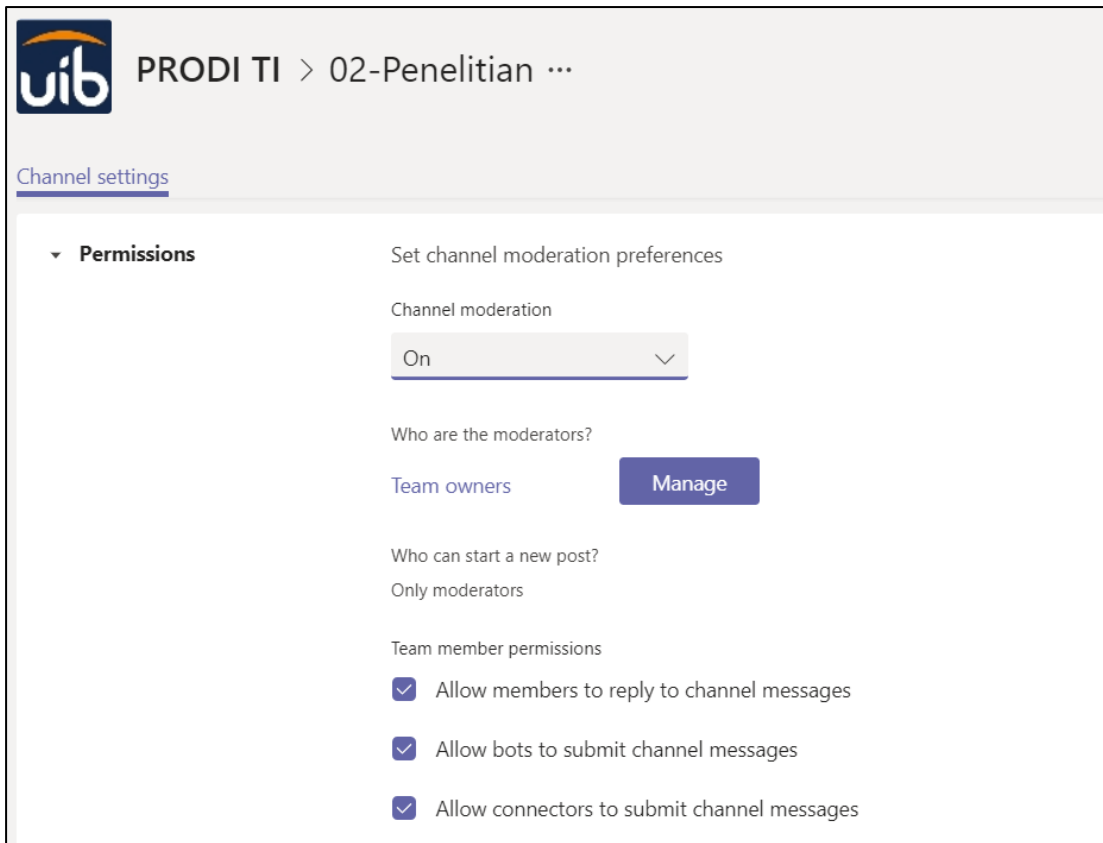 uib
PRODI TI > 02-Penelitian ...
Channel settings
Permissions
Set channel moderation preferences
Channel moderation
On
Who are the moderators?
Team owners
Manage
Who can start a new post?
Only moderators
Team member permissions
Allow members to reply to channel messages
Allow bots to submit channel messages
Allow connectors to submit channel messages